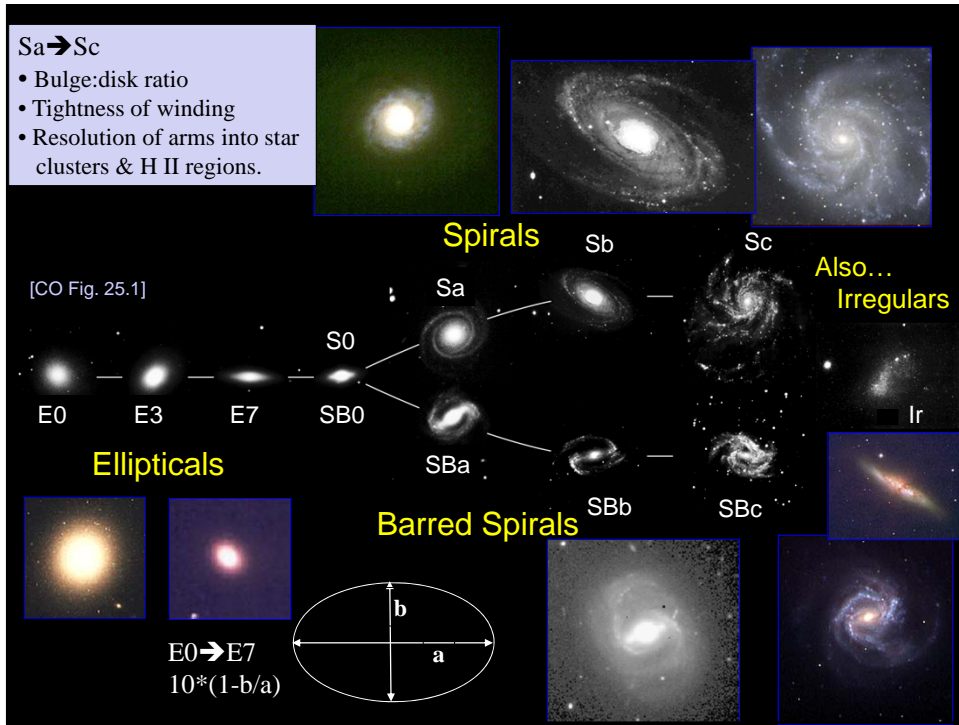 Sa➔Sc
• Bulge:disk ratio
• Tightness of winding
• Resolution of arms into star
clusters & H II regions.
Spirals
Sb
Sc
Also…
Irregulars
[CO Fig. 25.1]
Sa
S0
E0
E3
E7
SB0
Ir
SBa
Ellipticals
SBb
SBc
Barred Spirals
b
a
E0➔E7
10*(1-b/a)